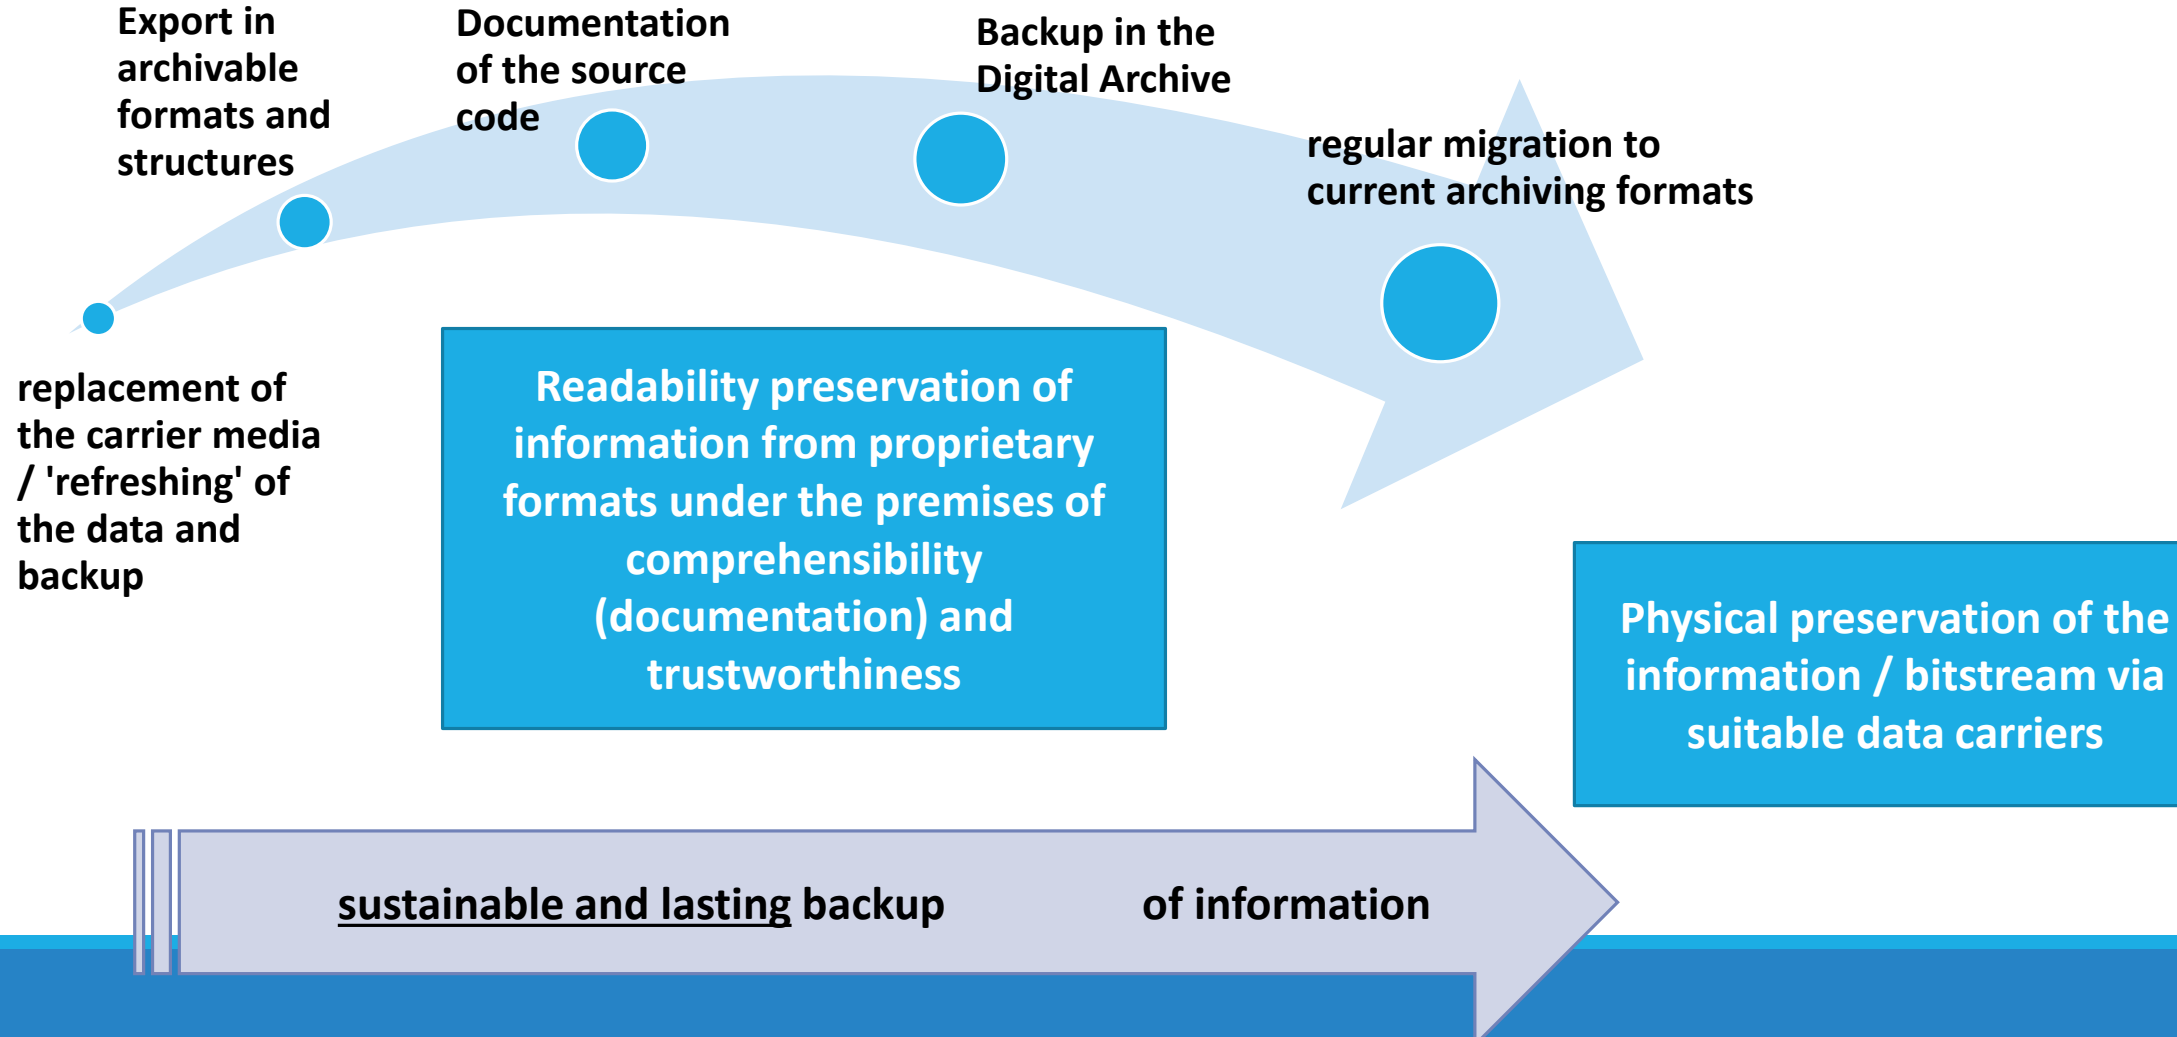 Export in
archivable
formats and
structures
Documentation
of the source
code
Backup in the
Digital Archive
regular migration to
current archiving formats
replacement of
the carrier media
/ 'refreshing' of
the data and
backup
Readability preservation of
information from proprietary
formats under the premises of
comprehensibility
(documentation) and
trustworthiness
Physical preservation of the
information / bitstream via
suitable data carriers
sustainable and lasting backup of information